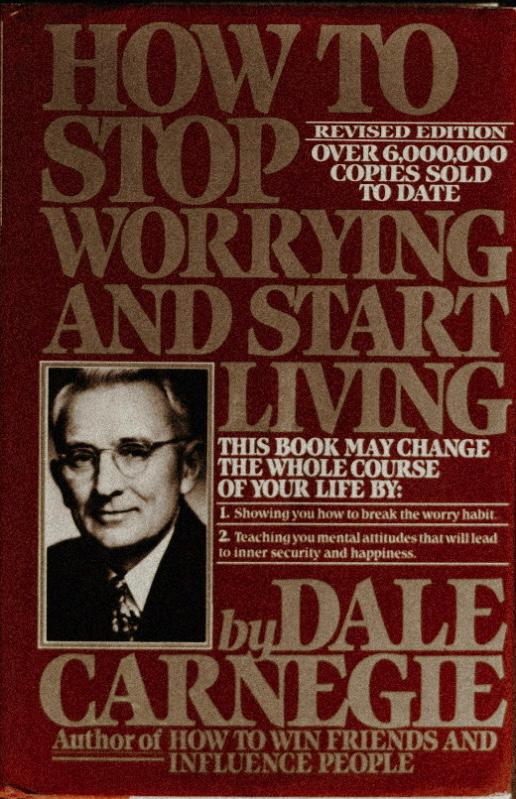 HOW TO
STOP
REVISED EDITION
OVER 6,000,000
COPIES SOLD
TO DATE
WORRYING
AND START
LIVING
THIS BOOK MAY CHANGE
THE WHOLE COURSE
OF YOUR LIFE BY:
1. Showing you how to break the worry habit.
2. Teaching you mental attitudes that will lead
to inner security and happiness.
by DALE
CARNEGIE
Author of HOW TO WIN FRIENDS AND
INFLUENCE PEOPLE